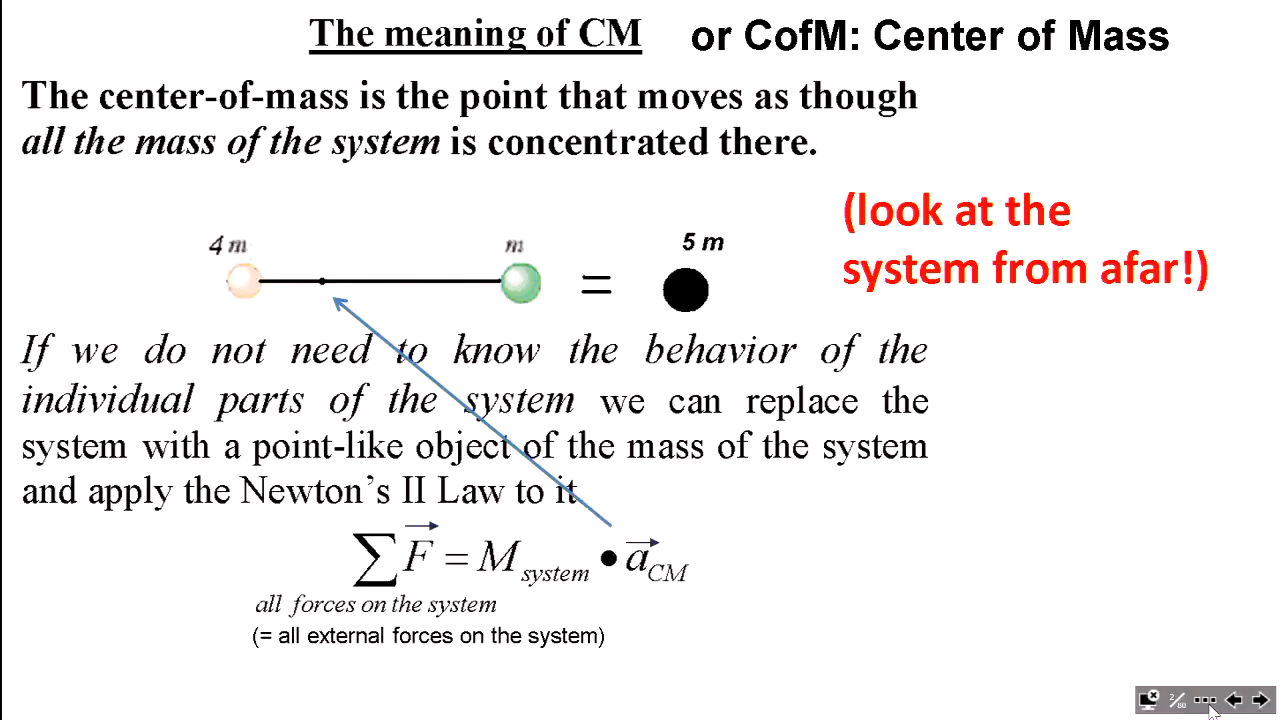 The meaning of CM or CofM: Center of Mass
The center-of-mass is the point that moves as though
all the mass of the system is concentrated there.
(look at the
system from afar!)
4 m m = 5 m
If we do not need to know the behavior of the
individual parts of the system we can replace the
system with a point-like object of the mass of the system
and apply the Newton's II Law to it
∑ F⃗ = M system • a⃗ CM
all forces on the system
(= all external forces on the system)
2/80